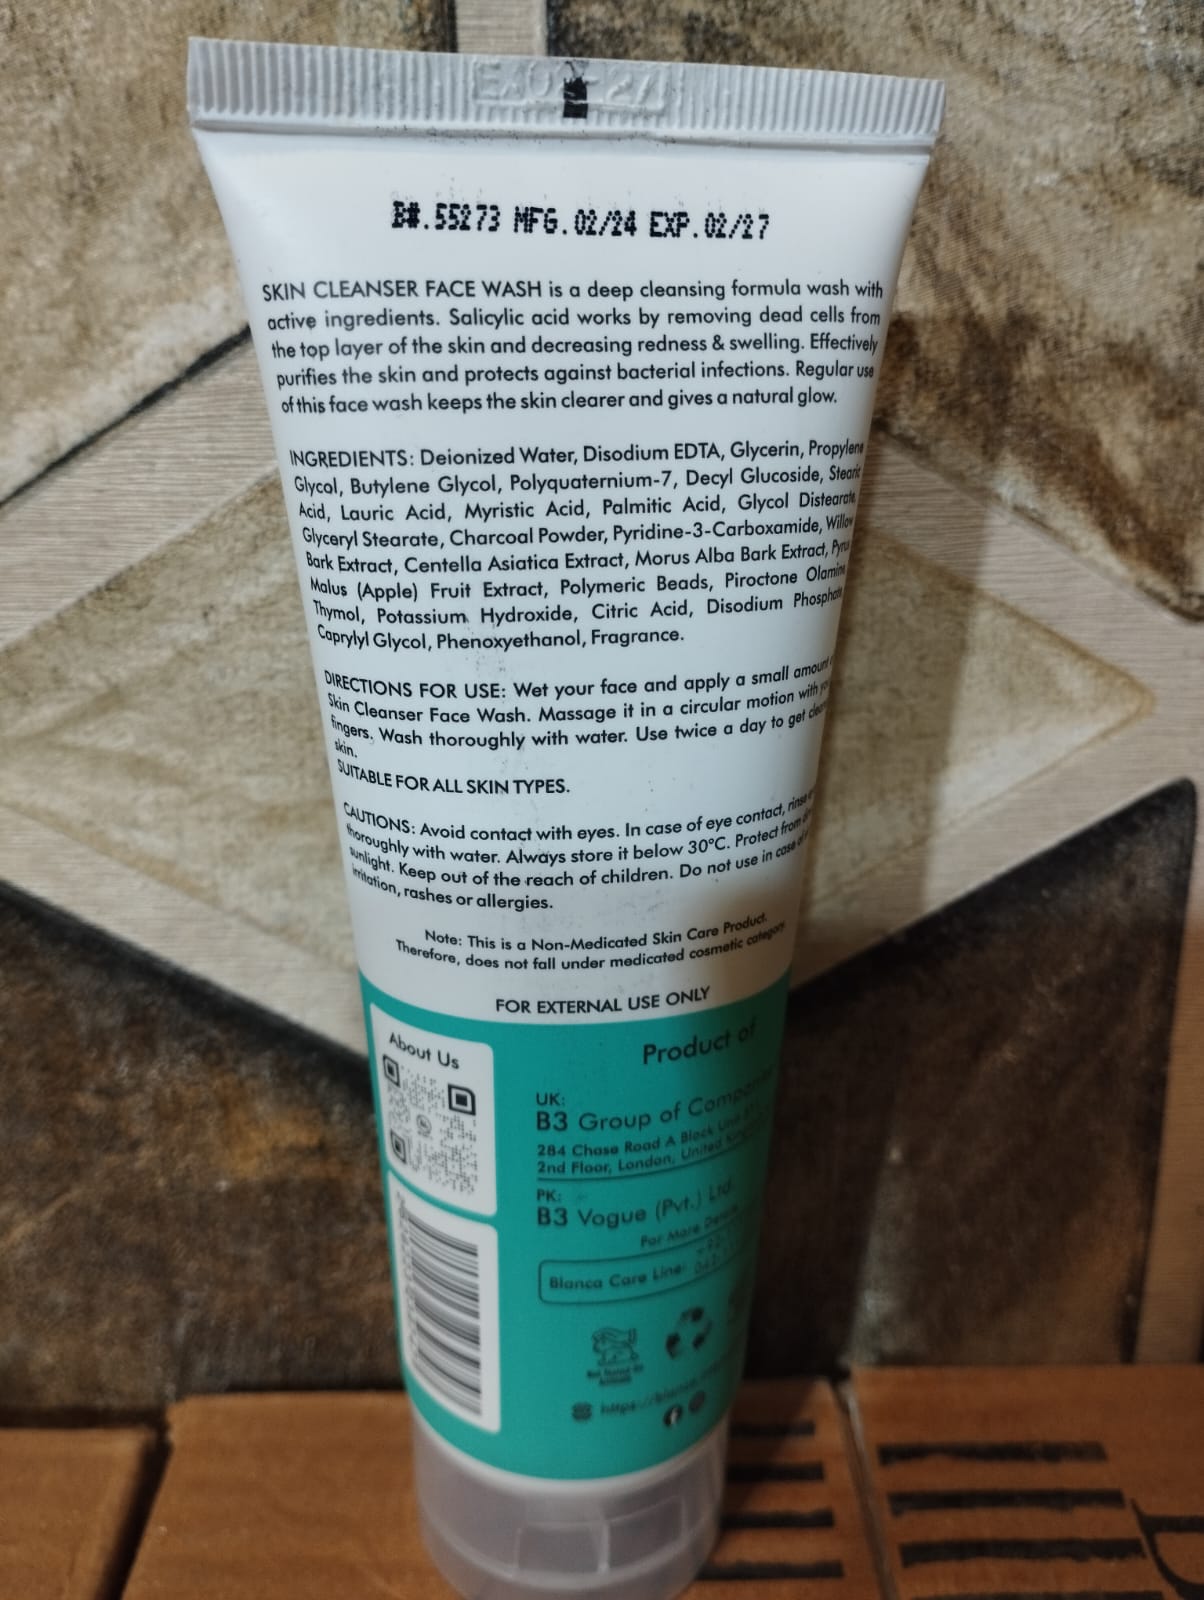 B#.55273 MFG.02/24 EXP.02/27
SKIN CLEANSER FACE WASH is a deep cleansing formula wash with
active ingredients. Salicylic acid works by removing dead cells from
the top layer of the skin and decreasing redness & swelling. Effectively
purifies the skin and protects against bacterial infections. Regular use
of this face wash keeps the skin clearer and gives a natural glow.
INGREDIENTS: Deionized Water, Disodium EDTA, Glycerin, Propylene
Glycol, Butylene Glycol, Polyquaternium-7, Decyl Glucoside, Stearic
Acid, Lauric Acid, Myristic Acid, Palmitic Acid, Glycol Distearate,
Glyceryl Stearate, Charcoal Powder, Pyridine-3-Carboxamide, Willow
Bark Extract, Centella Asiatica Extract, Morus Alba Bark Extract, Pyrus
Malus (Apple) Fruit Extract, Polymeric Beads, Piroctone Olamine
Thymol, Potassium Hydroxide, Citric Acid, Disodium Phosphate
Caprylyl Glycol, Phenoxyethanol, Fragrance.
DIRECTIONS FOR USE: Wet your face and apply a small amount
Skin Cleanser Face Wash. Massage it in a circular motion with
fingers. Wash thoroughly with water. Use twice a day to get
skin.
SUITABLE FOR ALL SKIN TYPES.
CAUTIONS: Avoid contact with eyes. In case of eye contact, rinse
thoroughly with water. Always store it below 30°C. Protect from
sunlight. Keep out of the reach of children. Do not use in case
irritation, rashes or allergies.
Note: This is a Non-Medicated Skin Care Product.
Therefore, does not fall under medicated cosmetic category.
FOR EXTERNAL USE ONLY
About Us
Product of
UK:
B3 Group of
284 Chase Road A Block
2nd Floor, London, United
PK:
B3 Vogue (Pvt.) Ltd.
For More
Blanca Care Line:
Not Tested on
Animals